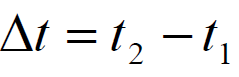 Δt = t₂ − t₁